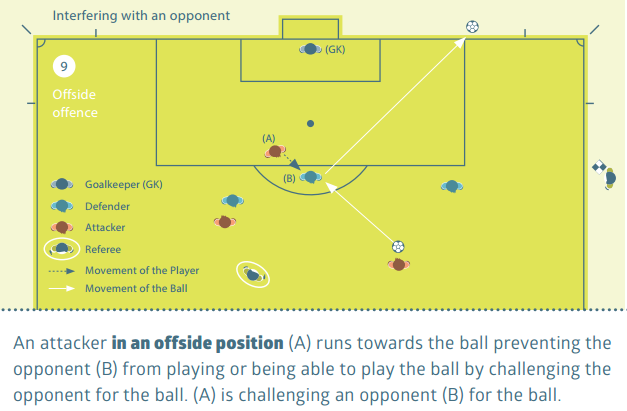 Interfering with an opponent
(GK)
9
Offside
offence
(A)
(B)
Goalkeeper (GK)
Defender
Attacker
Referee
Movement of the Player
Movement of the Ball
An attacker in an offside position (A) runs towards the ball preventing the
opponent (B) from playing or being able to play the ball by challenging the
opponent for the ball. (A) is challenging an opponent (B) for the ball.